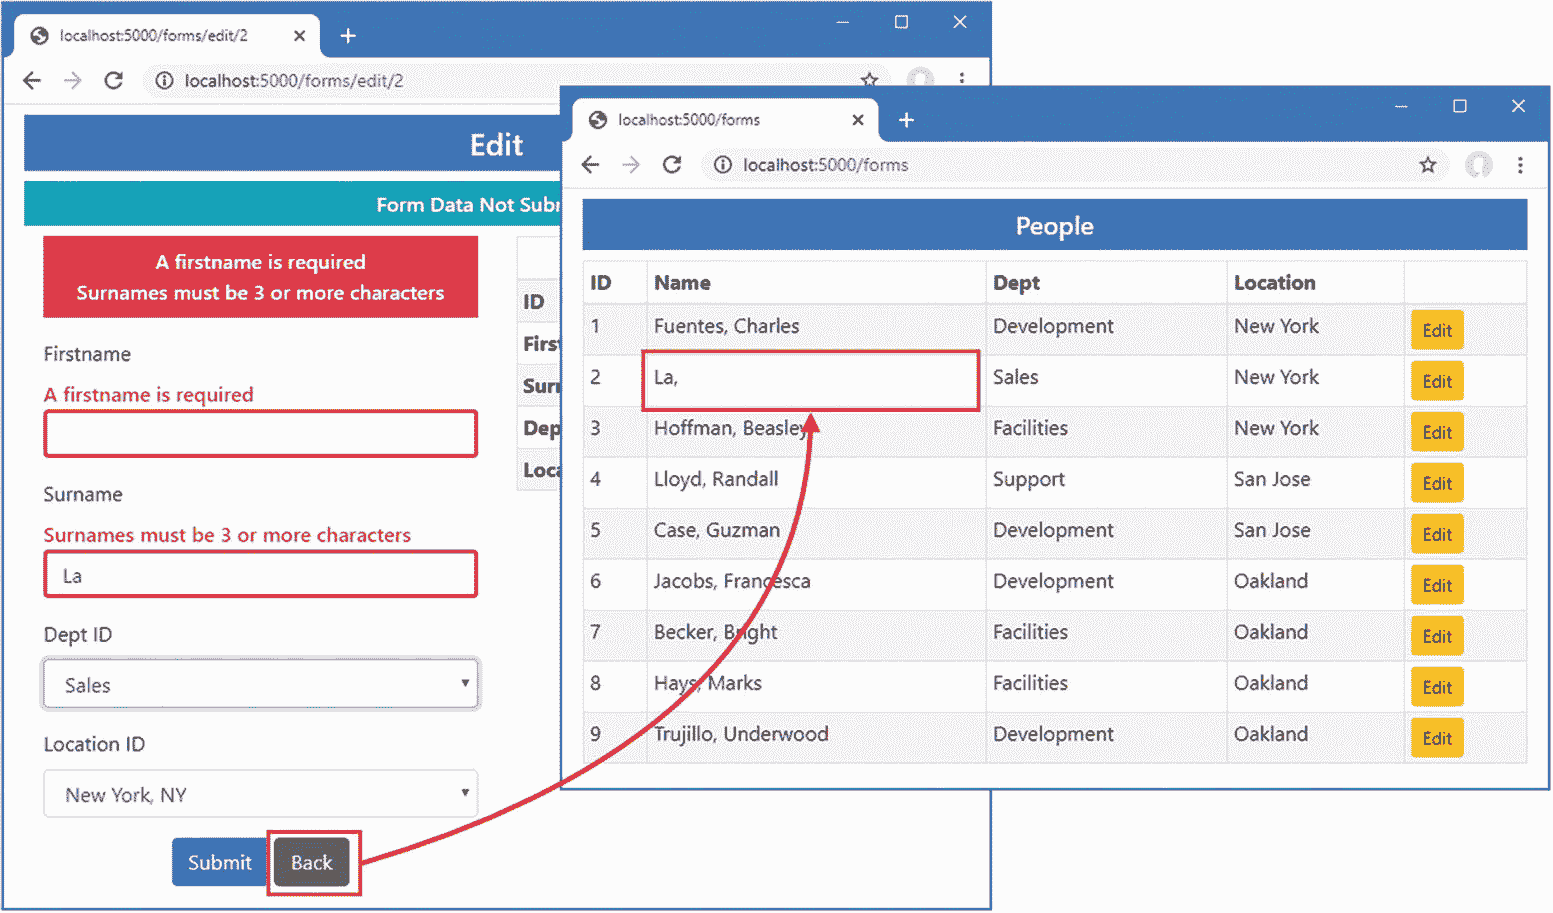 localhost:5000/forms/edit/2
localhost:5000/forms/edit/2
Edit
Form Data Not
A firstname is required
Surnames must be 3 or more characters
Firstname
A firstname is required
Surname
Surnames must be 3 or more characters
La
Dept ID
Sales
Location ID
New York, NY
Submit Back
ID
localhost:5000/forms
localhost:5000/forms
People
ID Name Dept Location
1 Fuentes, Charles Development New York Edit
2 La, Sales New York Edit
3 Hoffman, Beasley Facilities New York Edit
4 Lloyd, Randall Support San Jose Edit
5 Case, Guzman Development San Jose Edit
6 Jacobs, Francesca Development Oakland Edit
7 Becker, Bright Facilities Oakland Edit
8 Hays, Marks Facilities Oakland Edit
9 Trujillo, Underwood Development Oakland Edit